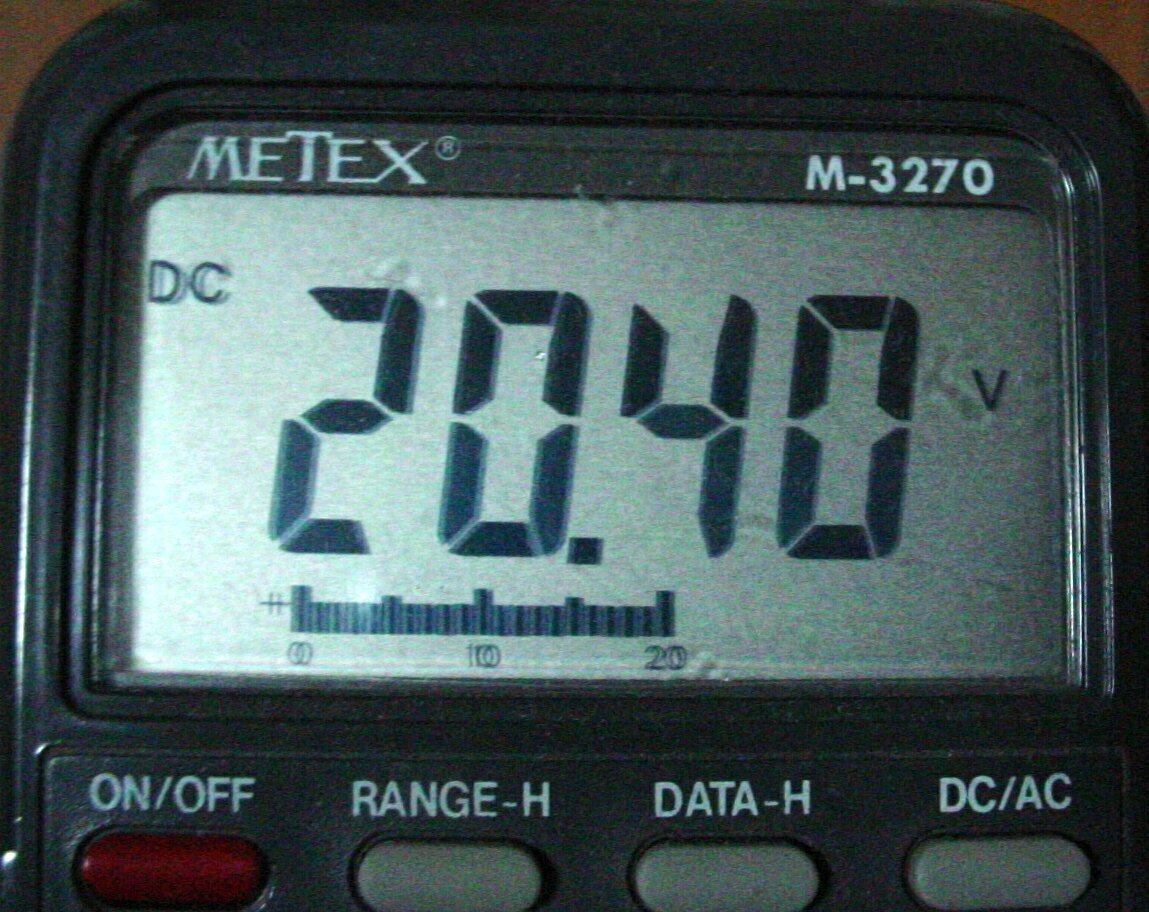 METEX® M-3270
DC
20.40 V
+
0 10 20
ON/OFF RANGE-H DATA-H DC/AC